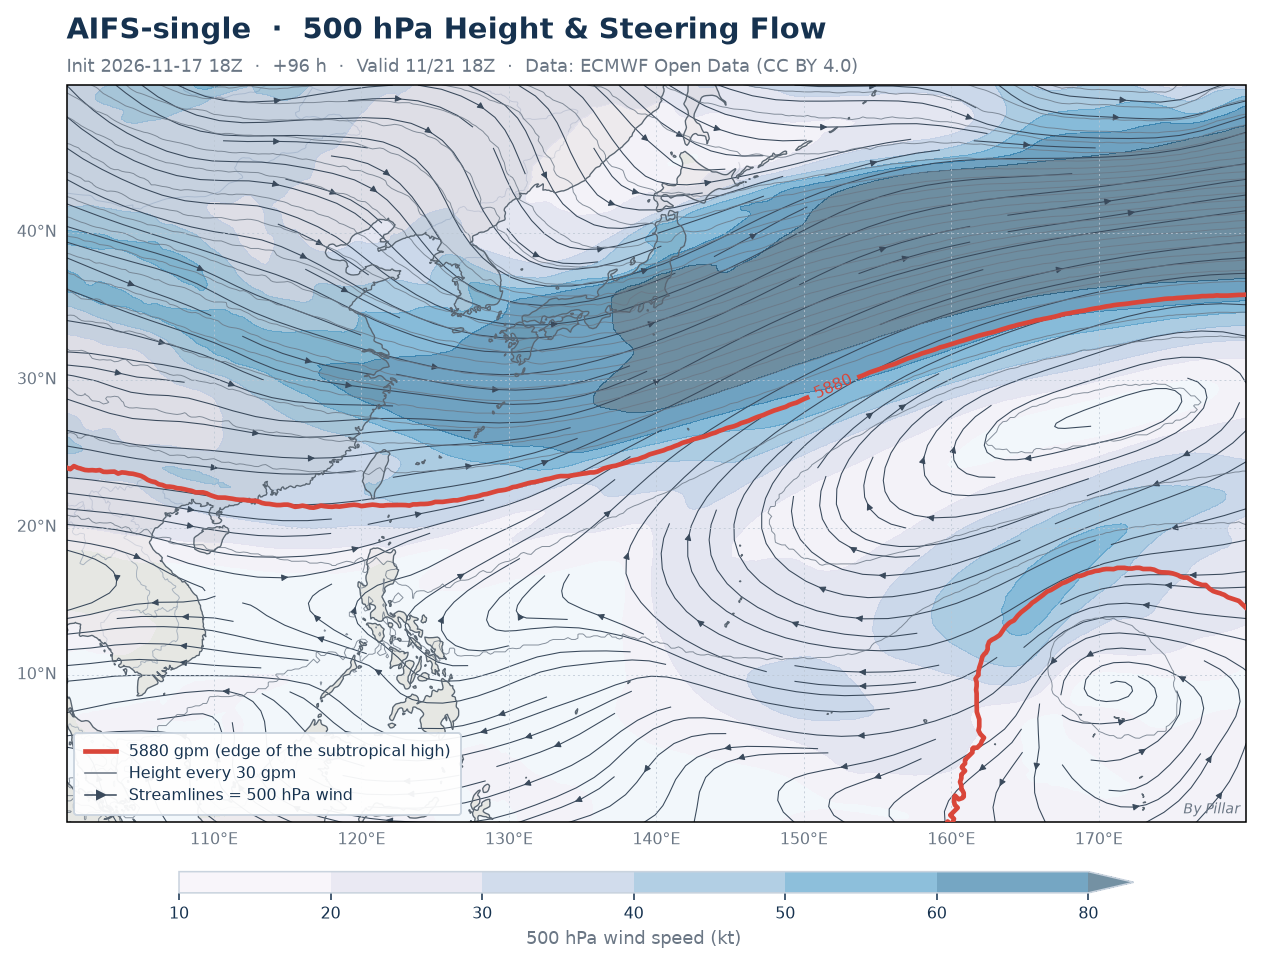 AIFS-single · 500 hPa Height & Steering Flow
Init 2026-11-17 18Z · +96 h · Valid 11/21 18Z · Data: ECMWF Open Data (CC BY 4.0)
40°N
30°N
20°N
10°N
5880
5880 gpm (edge of the subtropical high)
Height every 30 gpm
Streamlines = 500 hPa wind
By Pillar
110°E 120°E 130°E 140°E 150°E 160°E 170°E
10 20 30 40 50 60 80
500 hPa wind speed (kt)